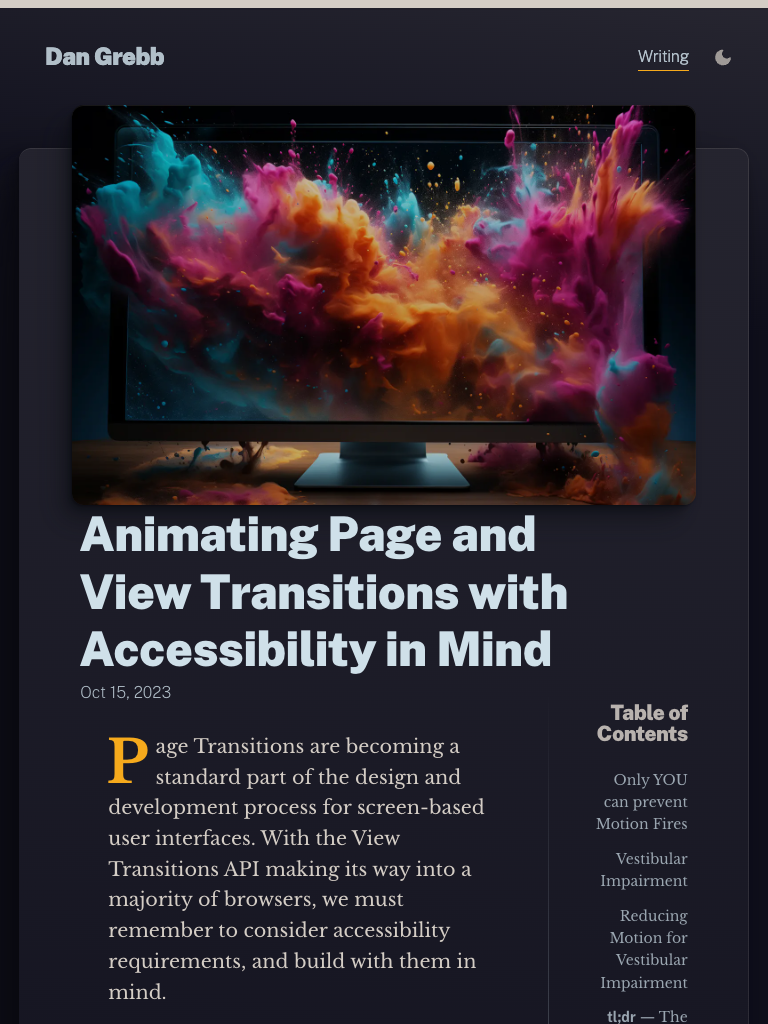 Dan Grebb
Writing
Animating Page and
View Transitions with
Accessibility in Mind
Oct 15, 2023
Page Transitions are becoming a
standard part of the design and
development process for screen-based
user interfaces. With the View
Transitions API making its way into a
majority of browsers, we must
remember to consider accessibility
requirements, and build with them in
mind.
Table of
Contents
Only YOU
can prevent
Motion Fires
Vestibular
Impairment
Reducing
Motion for
Vestibular
Impairment
tl;dr — The